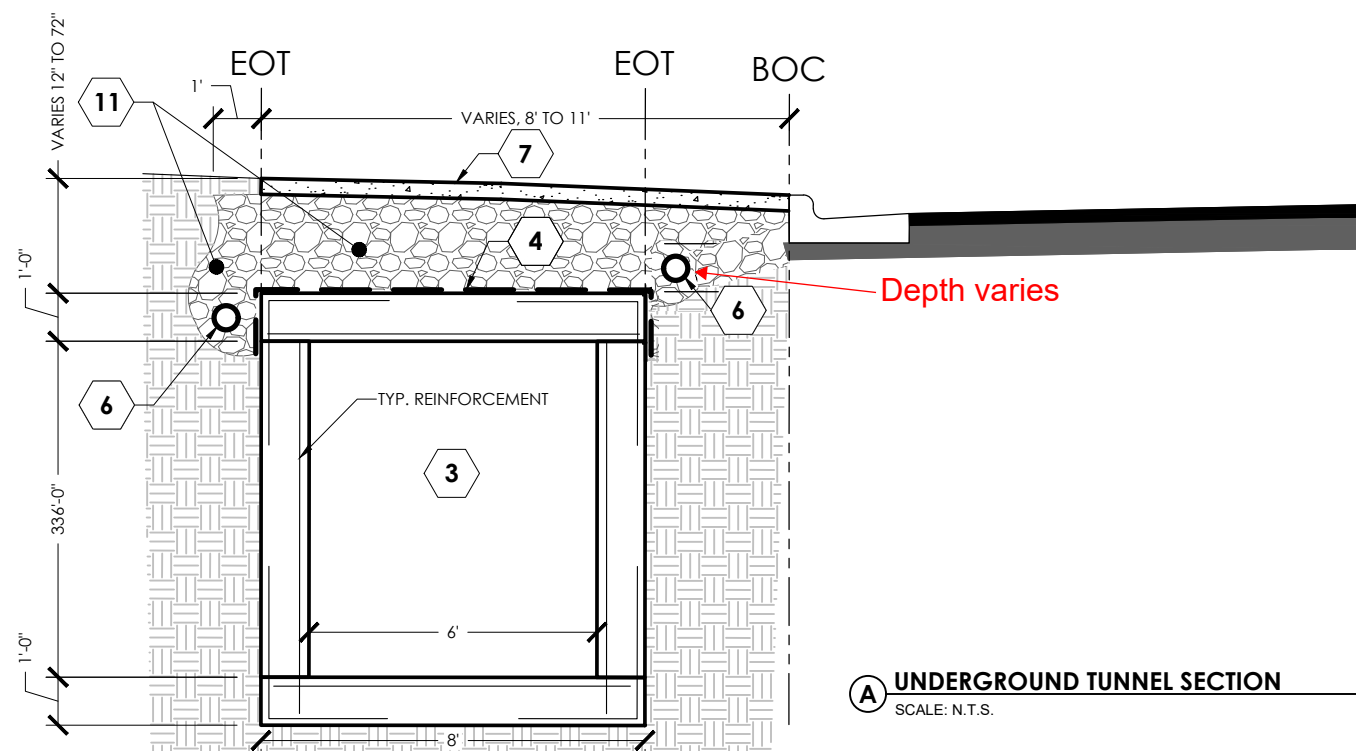 VARIES 12" TO 72"
EOT
EOT
BOC
1'
11
VARIES, 8' TO 11'
7
4
1'-0"
6
Depth varies
6
TYP. REINFORCEMENT
3
336'-0"
6'
1'-0"
8'
A
UNDERGROUND TUNNEL SECTION
SCALE: N.T.S.